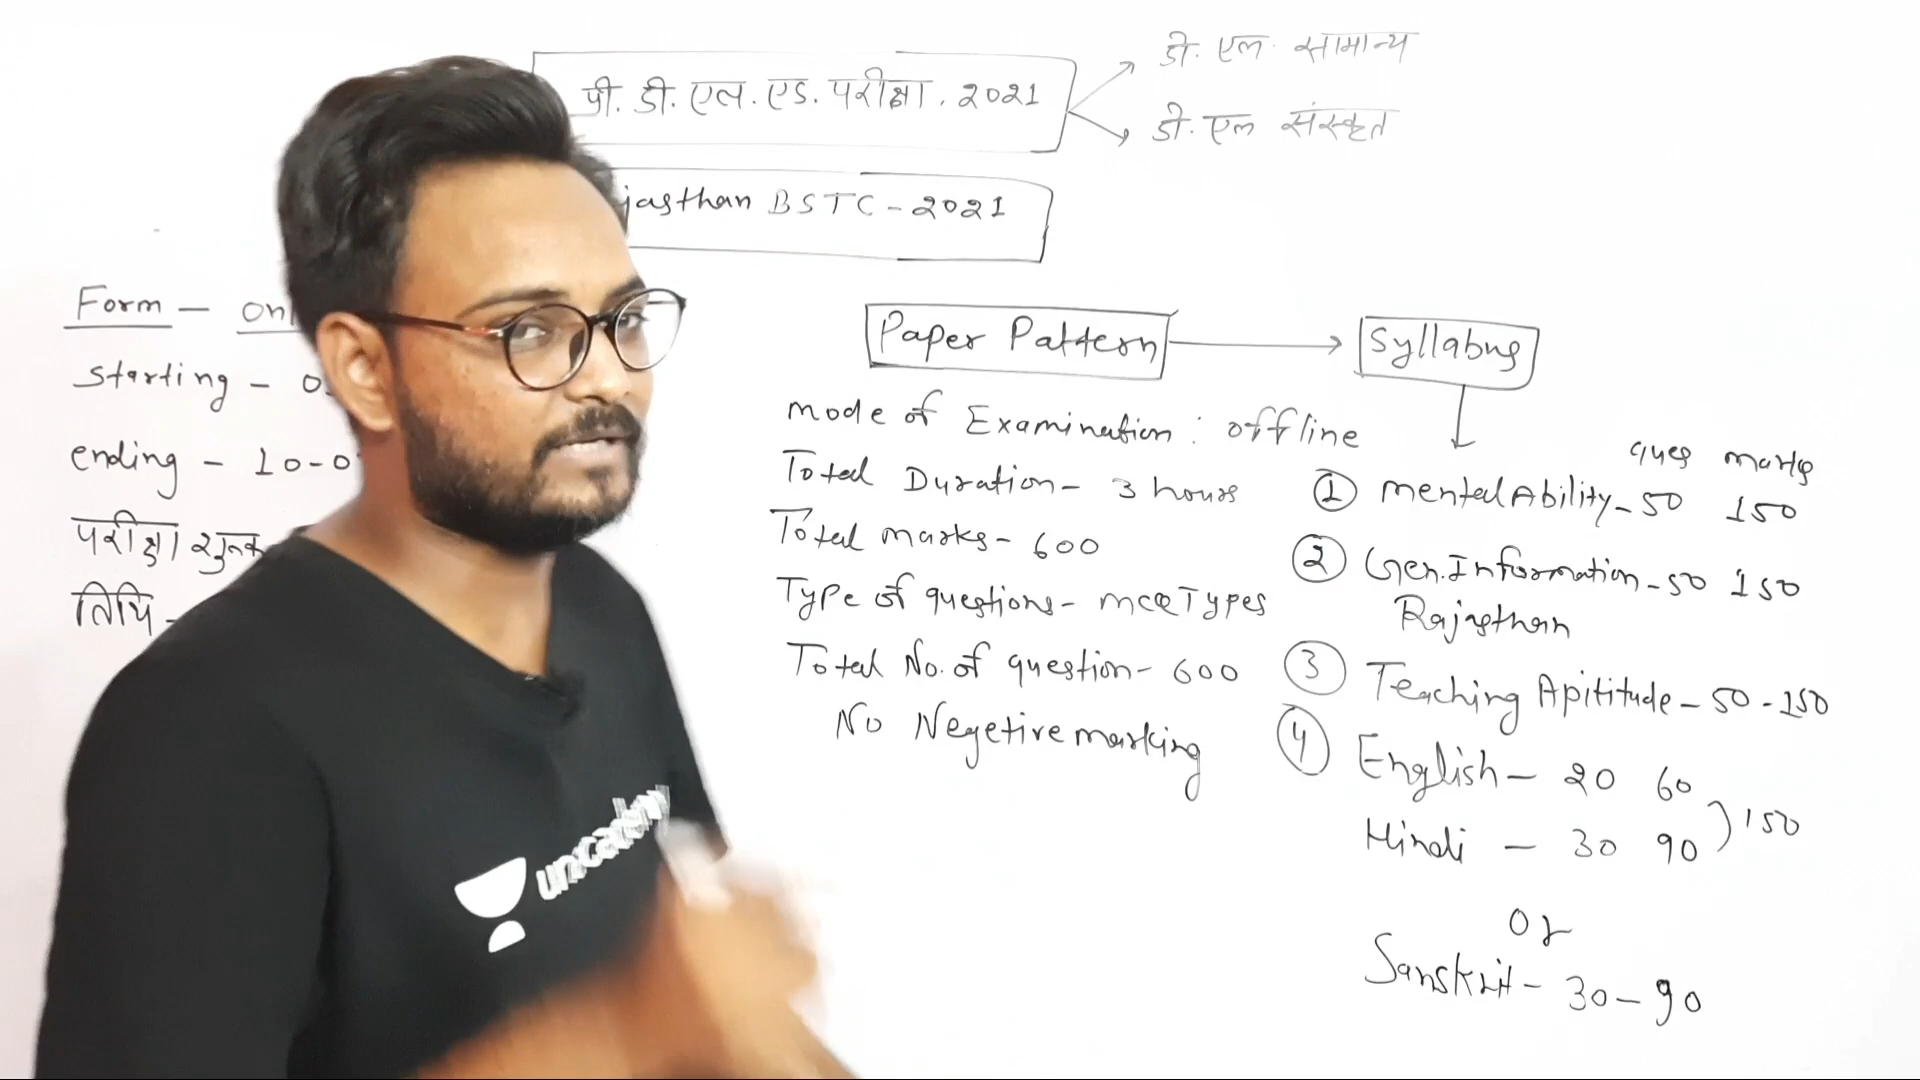 पी. डी. एल. एड. परीक्षा. 2021
डी. एल. सामान्य
डी. एल संस्कृत
jasthan BSTC - 2021
Form - onl
starting - 0
ending - 10-0
परीक्षा शुल्क
तिथि -
Paper Pattern
mode of Examination : offline
Total Duration - 3 hours
Total marks - 600
Type of questions - MCQ Types
Total No. of question - 600
No Negetive marking
Syllabus
ques marks
1 mental Ability - 50 150
2 Gen. Information - 50 150
Rajasthan
3 Teaching Apititude - 50 - 150
4 English - 20 60
Hindi - 30 90 ) 150
Or
Sanskrit - 30 - 90
unacademy